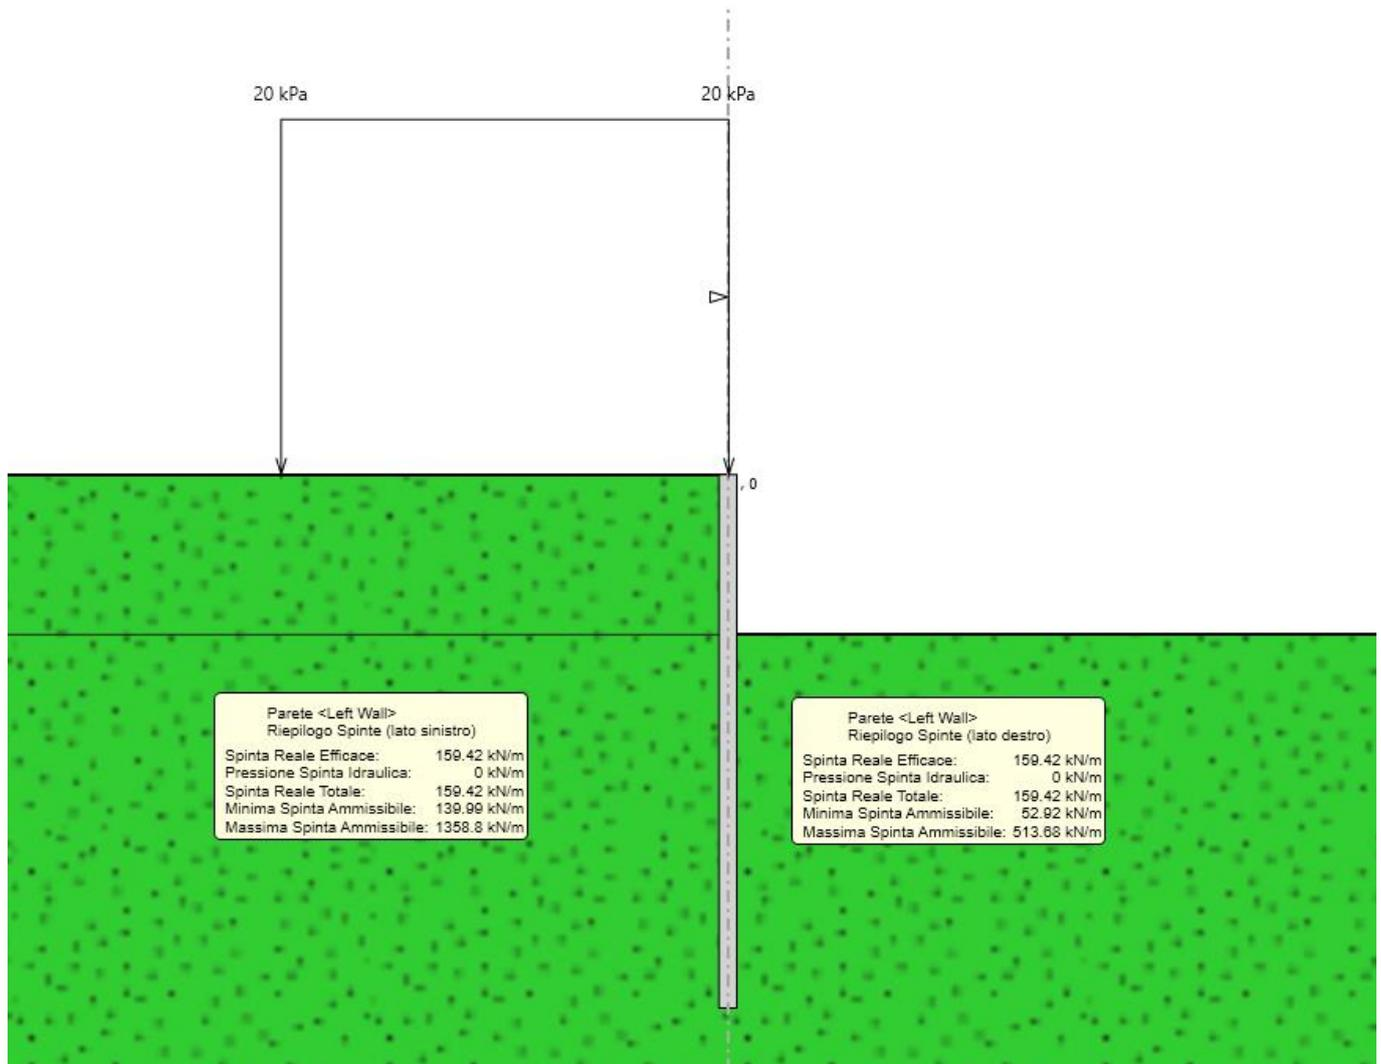 20 kPa
20 kPa
, 0
Parete <Left Wall>
Riepilogo Spinte (lato sinistro)
Spinta Reale Efficace: 159.42 kN/m
Pressione Spinta Idraulica: 0 kN/m
Spinta Reale Totale: 159.42 kN/m
Minima Spinta Ammissibile: 139.99 kN/m
Massima Spinta Ammissibile: 1358.8 kN/m
Parete <Left Wall>
Riepilogo Spinte (lato destro)
Spinta Reale Efficace: 159.42 kN/m
Pressione Spinta Idraulica: 0 kN/m
Spinta Reale Totale: 159.42 kN/m
Minima Spinta Ammissibile: 52.92 kN/m
Massima Spinta Ammissibile: 513.68 kN/m